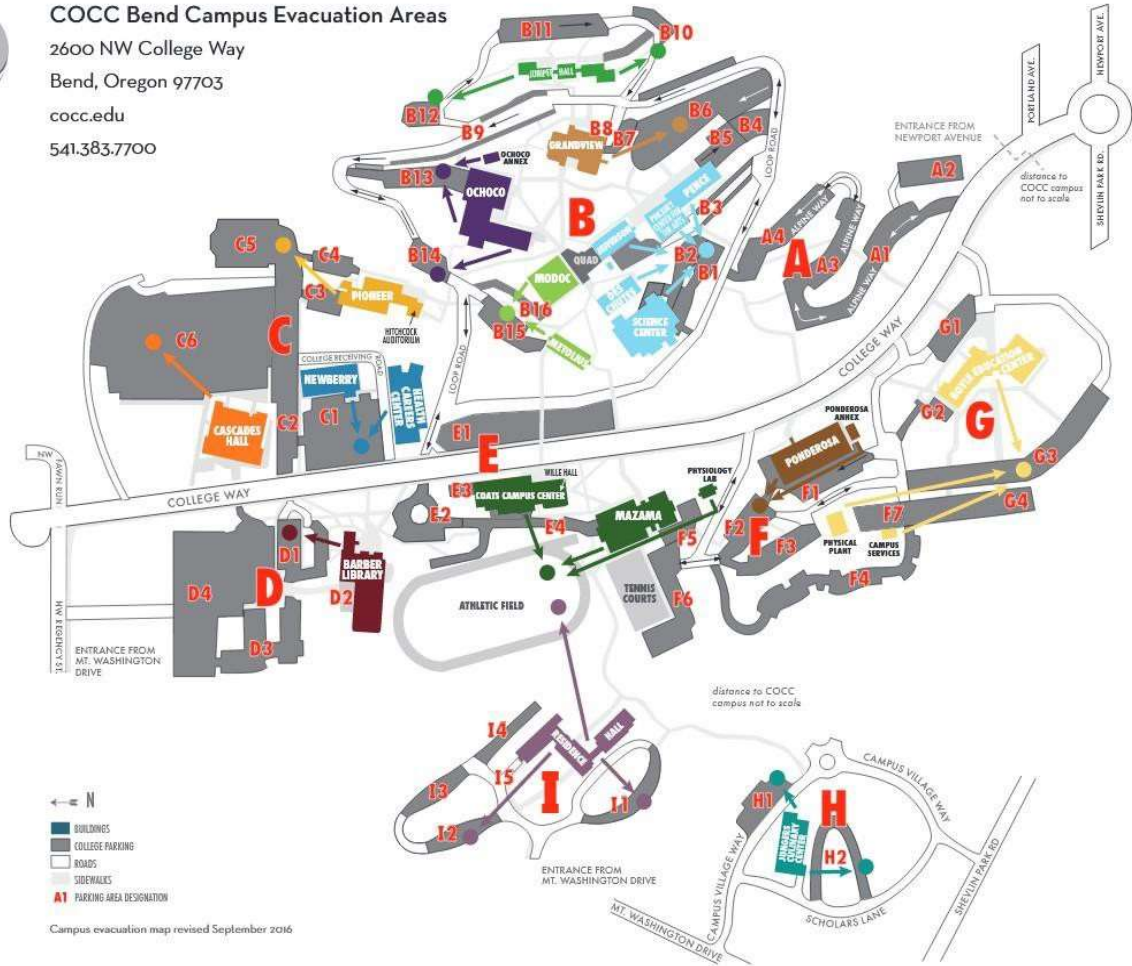 COCC Bend Campus Evacuation Areas
2600 NW College Way
Bend, Oregon 97703
cocc.edu
541.383.7700
B11
B10
JUNIPER HALL
B12
B9
B8
B7
B6
B5
B4
GRANDVIEW
OCHOCO
ANNEX
B13
OCHOCO
B
PENCE
PINCKNEY
CENTER FOR
THE ARTS
B3
LOOP ROAD
ENTRANCE FROM
NEWPORT AVENUE
PORTLAND AVE.
NEWPORT AVE.
SHEVLIN PARK RD.
distance to
COCC campus
not to scale
A2
ALPINE WAY
ALPINE WAY
A4
A
A3
A1
ALPINE WAY
QUAD
B2
B1
MODOC
B14
C5
C4
C3
PIONEER
HITCHCOCK
AUDITORIUM
B16
B15
METOLIUS
SCIENCE
CENTER
C6
C
COLLEGE RECEIVING
ROAD
LOOP ROAD
COLLEGE WAY
G1
NEWBERRY
C1
HEALTH
CAREERS
CENTER
C2
CASCADES
HALL
E1
E
PONDEROSA
ANNEX
PONDEROSA
G2
G
EDUCATION
CENTER
G3
G4
NW
FAWN RUN
COLLEGE WAY
WILLE HALL
E3
COATS CAMPUS CENTER
PHYSIOLOGY
LAB
E2
E4
MAZAMA
F5
F1
F2
F
F3
F7
PHYSICAL
PLANT
CAMPUS
SERVICES
F4
D1
BARBER
LIBRARY
D
D2
D4
D3
NW REGENCY ST.
ENTRANCE FROM
MT. WASHINGTON
DRIVE
ATHLETIC FIELD
TENNIS
COURTS
F6
distance to COCC
campus not to scale
I4
RESIDENCE
HALL
I3
I5
I
I1
I2
ENTRANCE FROM
MT. WASHINGTON DRIVE
CAMPUS VILLAGE WAY
H1
H
JUNGERS
CULINARY
CENTER
H2
CAMPUS VILLAGE WAY
SCHOLARS LANE
SHEVLIN PARK RD
MT. WASHINGTON DRIVE
N
BUILDINGS
COLLEGE PARKING
ROADS
SIDEWALKS
A1 PARKING AREA DESIGNATION
Campus evacuation map revised September 2016